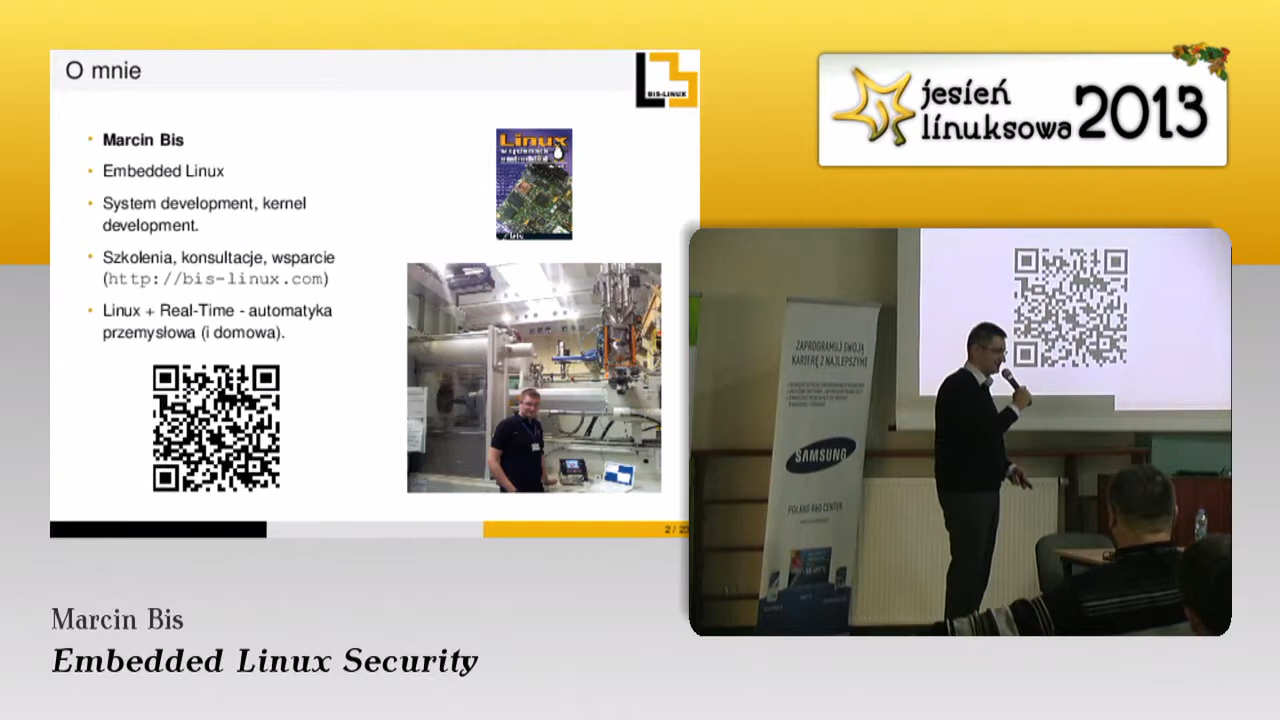 O mnie
BIS-LINUX
Marcin Bis
Embedded Linux
System development, kernel
development.
Szkolenia, konsultacje, wsparcie
(http://bis-linux.com)
Linux + Real-Time - automatyka
przemysłowa (i domowa).
Linux
jesień
linuksowa 2013
ZAPROGRAMUJ SWOJĄ
KARIERĘ Z NAJLEPSZYMI
SAMSUNG
POLAND R&D CENTER
Marcin Bis
Embedded Linux Security